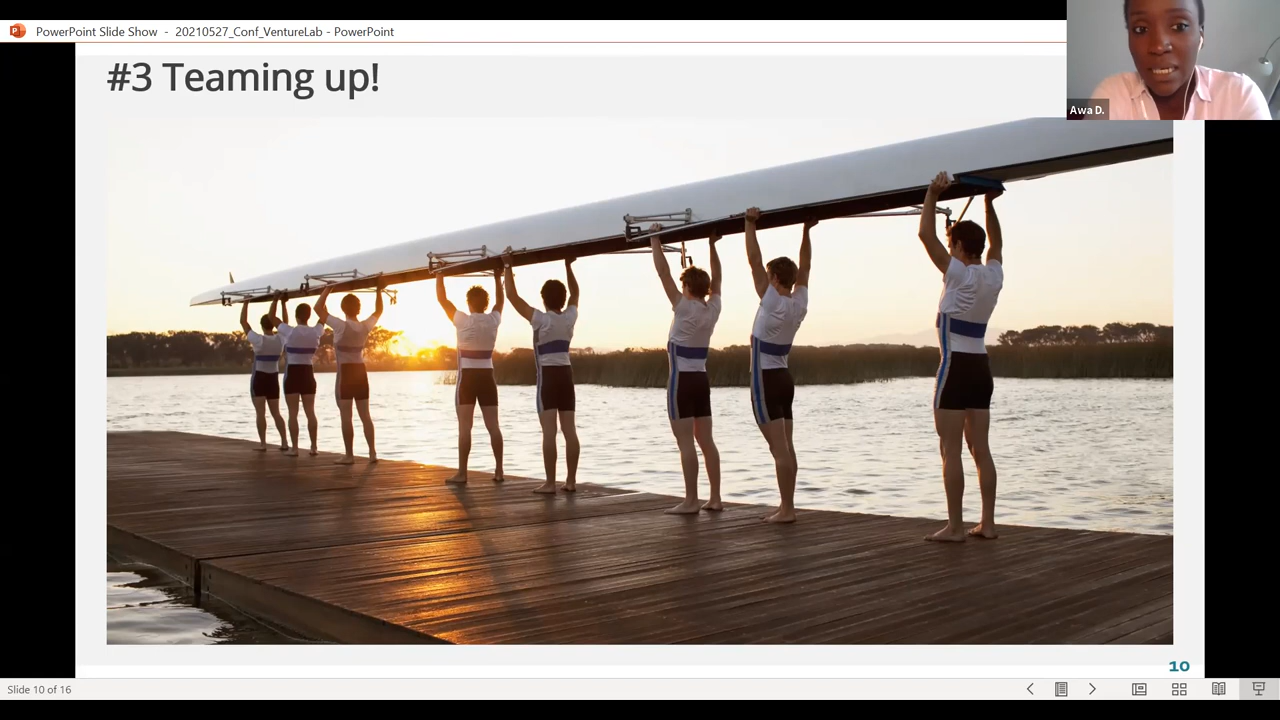 PowerPoint Slide Show - 20210527_Conf_VentureLab - PowerPoint
#3 Teaming up!
Awa D.
10
Slide 10 of 16